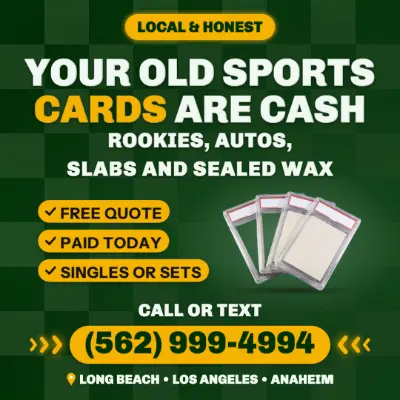 LOCAL & HONEST
YOUR OLD SPORTS
CARDS ARE CASH
ROOKIES, AUTOS,
SLABS AND SEALED WAX
FREE QUOTE
PAID TODAY
SINGLES OR SETS
CALL OR TEXT
(562) 999-4994
LONG BEACH • LOS ANGELES • ANAHEIM